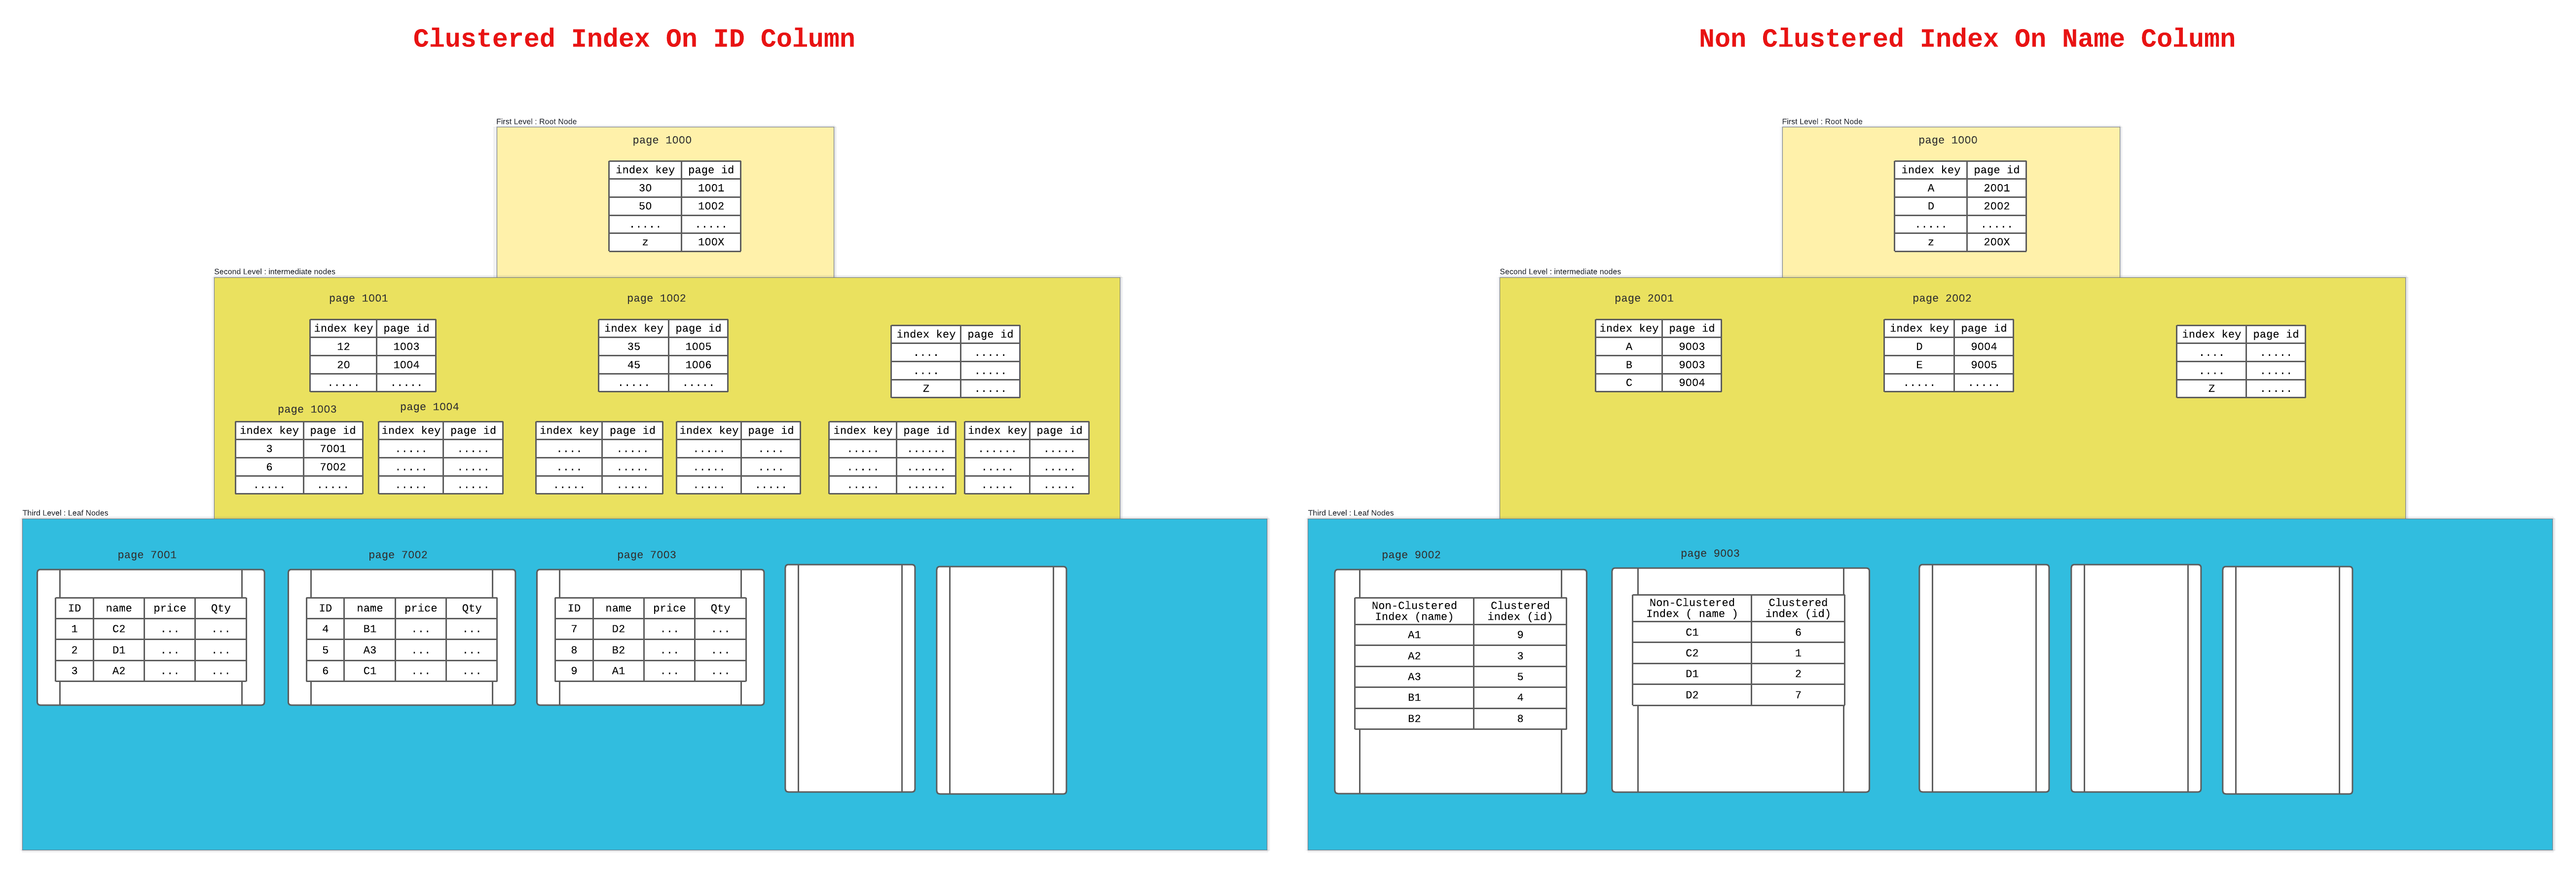 Clustered Index On ID Column
First Level : Root Node
page 1000
index key page id
30 1001
50 1002
..... .....
z 100X
Second Level : intermediate nodes
page 1001
index key page id
12 1003
20 1004
..... .....
page 1002
index key page id
35 1005
45 1006
..... .....
index key page id
.... .....
.... .....
Z .....
page 1003
index key page id
3 7001
6 7002
..... .....
page 1004
index key page id
..... .....
..... .....
..... .....
index key page id
.... .....
.... .....
..... .....
index key page id
..... ....
..... ....
..... .....
index key page id
..... ......
..... ......
..... ......
index key page id
...... .....
..... .....
..... .....
Third Level : Leaf Nodes
page 7001
ID name price Qty
1 C2 ... ...
2 D1 ... ...
3 A2 ... ...
page 7002
ID name price Qty
4 B1 ... ...
5 A3 ... ...
6 C1 ... ...
page 7003
ID name price Qty
7 D2 ... ...
8 B2 ... ...
9 A1 ... ...
Non Clustered Index On Name Column
First Level : Root Node
page 1000
index key page id
A 2001
D 2002
..... .....
z 200X
Second Level : intermediate nodes
page 2001
index key page id
A 9003
B 9003
C 9004
page 2002
index key page id
D 9004
E 9005
..... .....
index key page id
.... .....
.... .....
Z .....
Third Level : Leaf Nodes
page 9002
Non-Clustered Clustered
Index (name) index (id)
A1 9
A2 3
A3 5
B1 4
B2 8
page 9003
Non-Clustered Clustered
Index ( name ) index (id)
C1 6
C2 1
D1 2
D2 7